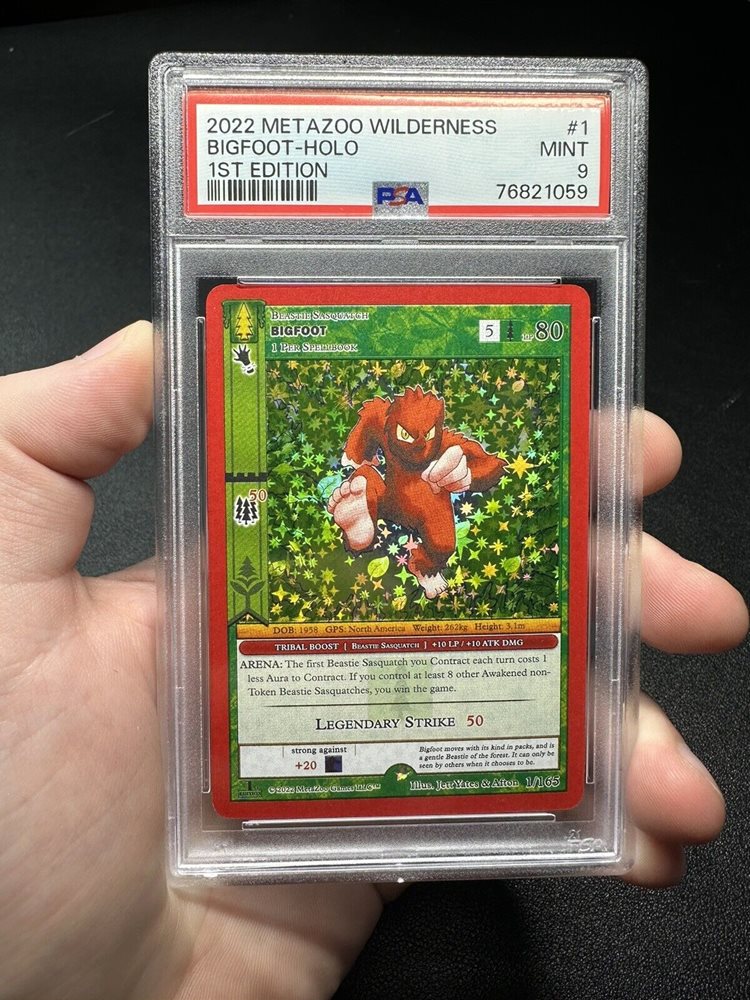 2022 METAZOO WILDERNESS #1
BIGFOOT-HOLO MINT
1ST EDITION 9
PSA 76821059
BEASTIE SASQUATCH
BIGFOOT
1 PER SPELLBOOK
5 LP 80
50
DOB: 1958 GPS: North America Weight: 262kg Height: 3.1m
TRIBAL BOOST | BEASTIE SASQUATCH | +10 LP / +10 ATK DMG
ARENA: The first Beastie Sasquatch you Contract each turn costs 1
less Aura to Contract. If you control at least 8 other Awakened non-
Token Beastie Sasquatches, you win the game.
LEGENDARY STRIKE 50
strong against
+20
Bigfoot moves with its kind in packs, and is
a gentle Beastie of the forest. It can only be
seen by others when it chooses to be.
© 2022 MetaZoo Games LLC™ Illus. Jett Yates & Afton 1/165